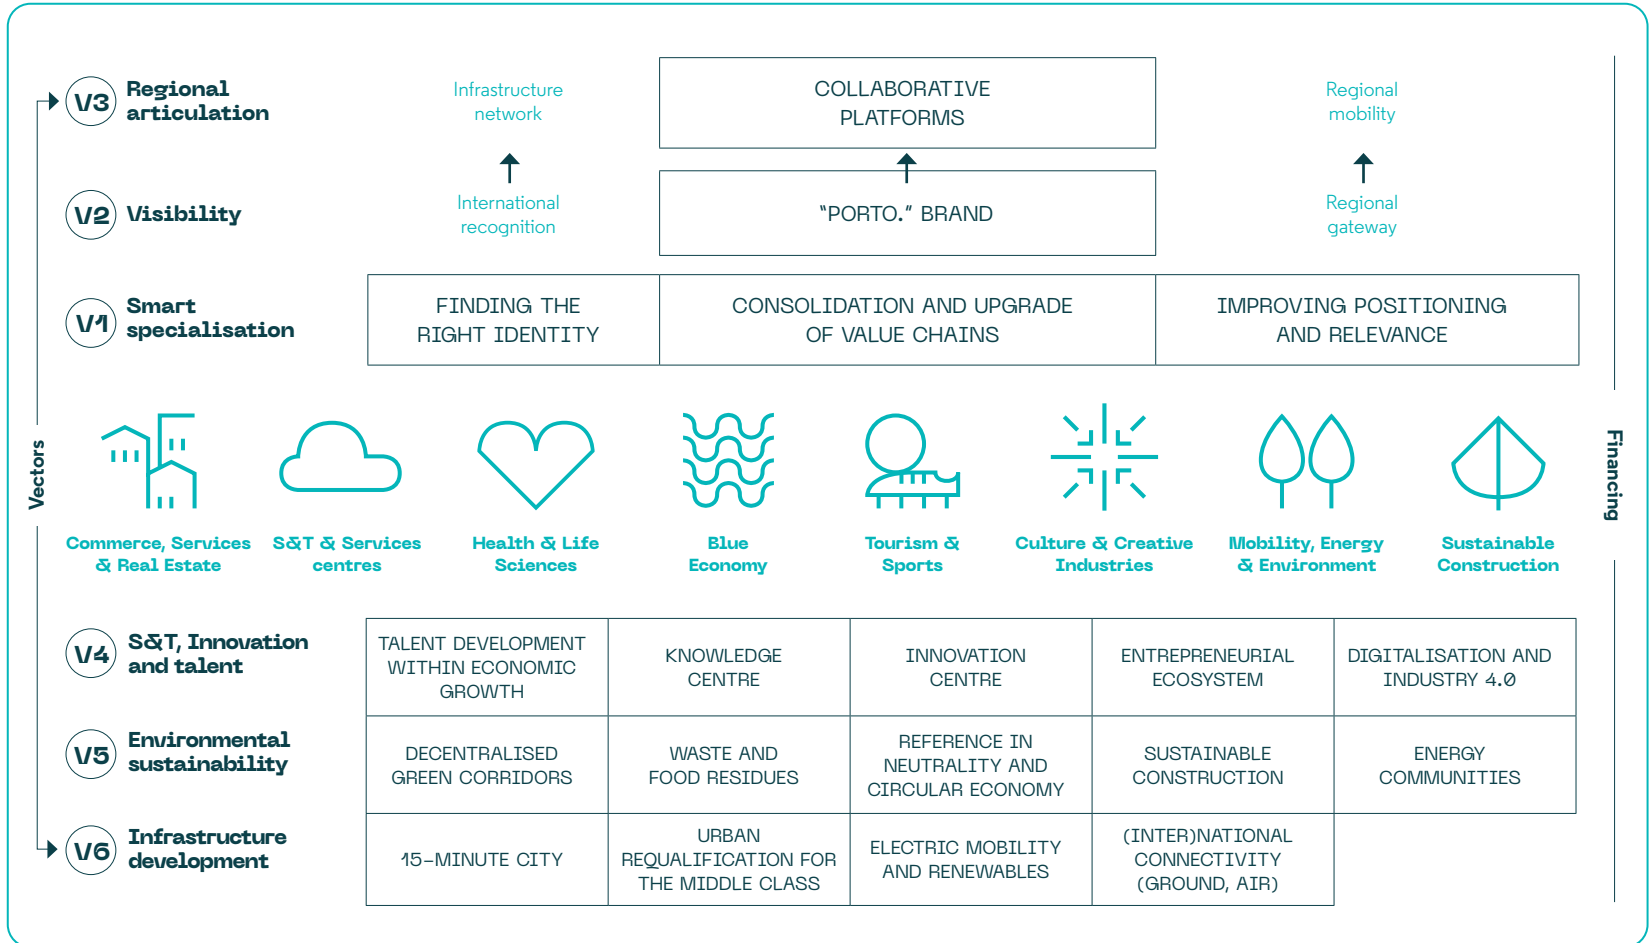 V3
Regional
articulation
Infrastructure
network
COLLABORATIVE
PLATFORMS
Regional
mobility
V2
Visibility
International
recognition
"PORTO." BRAND
Regional
gateway
V1
Smart
specialisation
FINDING THE
RIGHT IDENTITY
CONSOLIDATION AND UPGRADE
OF VALUE CHAINS
IMPROVING POSITIONING
AND RELEVANCE
Vectors
Financing
Commerce, Services
& Real Estate
S&T & Services
centres
Health & Life
Sciences
Blue
Economy
Tourism &
Sports
Culture & Creative
Industries
Mobility, Energy
& Environment
Sustainable
Construction
V4
S&T, Innovation
and talent
TALENT DEVELOPMENT
WITHIN ECONOMIC
GROWTH
KNOWLEDGE
CENTRE
INNOVATION
CENTRE
ENTREPRENEURIAL
ECOSYSTEM
DIGITALISATION AND
INDUSTRY 4.0
V5
Environmental
sustainability
DECENTRALISED
GREEN CORRIDORS
WASTE AND
FOOD RESIDUES
REFERENCE IN
NEUTRALITY AND
CIRCULAR ECONOMY
SUSTAINABLE
CONSTRUCTION
ENERGY
COMMUNITIES
V6
Infrastructure
development
15-MINUTE CITY
URBAN
REQUALIFICATION FOR
THE MIDDLE CLASS
ELECTRIC MOBILITY
AND RENEWABLES
(INTER)NATIONAL
CONNECTIVITY
(GROUND, AIR)